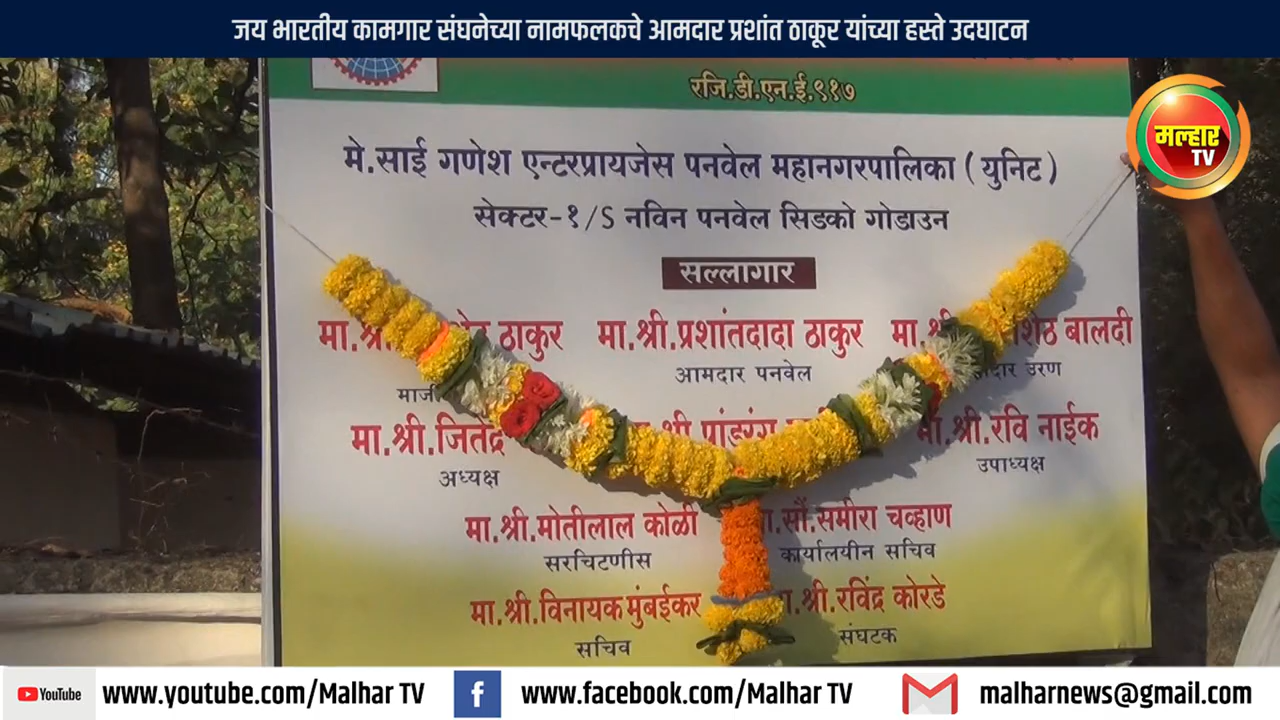 जय भारतीय कामगार संघनेच्या नामफलकचे आमदार प्रशांत ठाकूर यांच्या हस्ते उदघाटन
रजि.डी.एन.ई.९१७
मल्हार
TV
मे.साई गणेश एन्टरप्रायजेस पनवेल महानगरपालिका ( युनिट )
सेक्टर-१/S नविन पनवेल सिडको गोडाउन
सल्लागार
मा.श्री. ठाकुर मा.श्री.प्रशांतदादा ठाकुर मा.श्री. बालदी
आमदार पनवेल उरण
मा.श्री.जितेंद्र श्री पांडुरंग मा.श्री.रवि नाईक
अध्यक्ष उपाध्यक्ष
मा.श्री.मोतीलाल कोळी सौ.समीरा चव्हाण
सरचिटणीस कार्यालयीन सचिव
मा.श्री.विनायक मुंबईकर श्री.रविंद्र कोरडे
सचिव संघटक
YouTube www.youtube.com/Malhar TV f www.facebook.com/Malhar TV malharnews@gmail.com